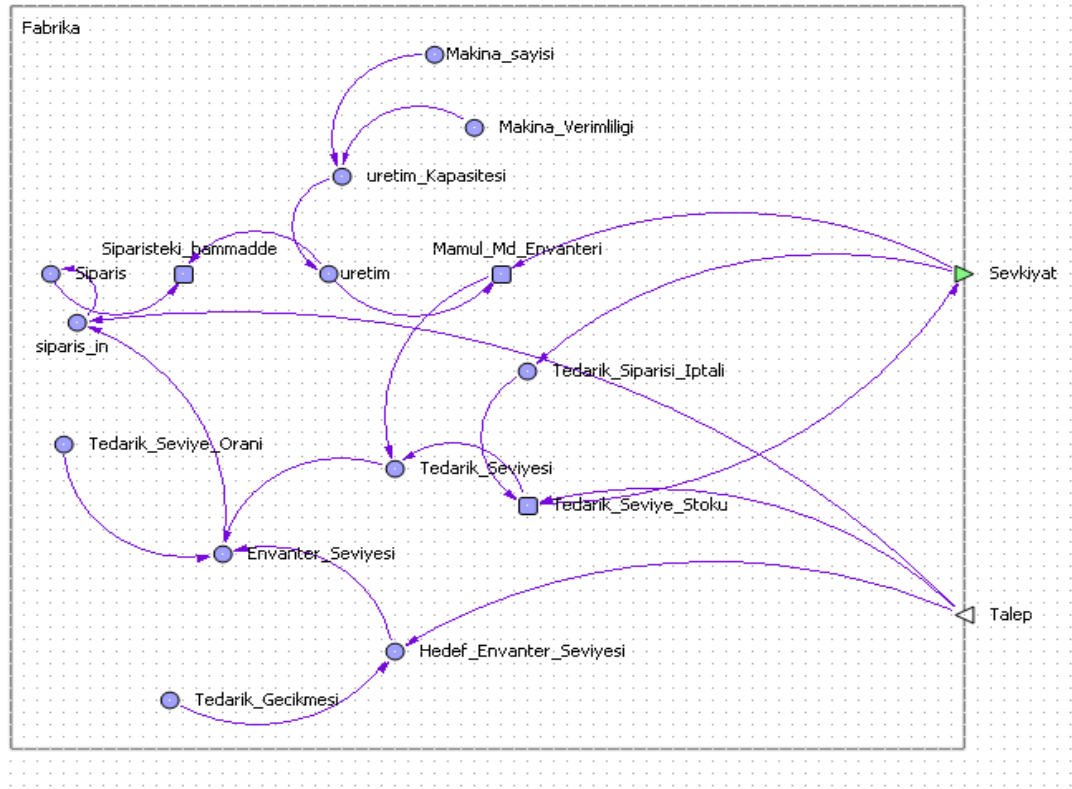 Fabrika
Makina_sayisi
Makina_Verimliligi
uretim_Kapasitesi
Siparisteki_hammadde
Mamul_Md_Envanteri
Siparis
uretim
Sevkiyat
siparis_in
Tedarik_Siparisi_Iptali
Tedarik_Seviye_Orani
Tedarik_Seviyesi
Tedarik_Seviye_Stoku
Envanter_Seviyesi
Talep
Hedef_Envanter_Seviyesi
Tedarik_Gecikmesi